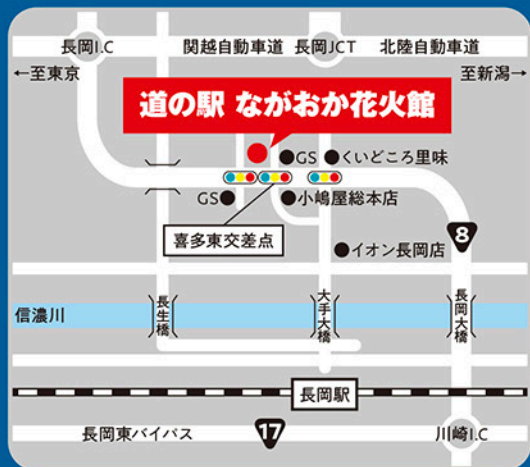 長岡I.C
関越自動車道
長岡JCT
北陸自動車道
←至東京
至新潟→
道の駅 ながおか花火館
GS
くいどころ里味
GS
小嶋屋総本店
喜多東交差点
8
イオン長岡店
信濃川
長生橋
大手大橋
長岡大橋
長岡駅
長岡東バイパス
17
川崎I.C